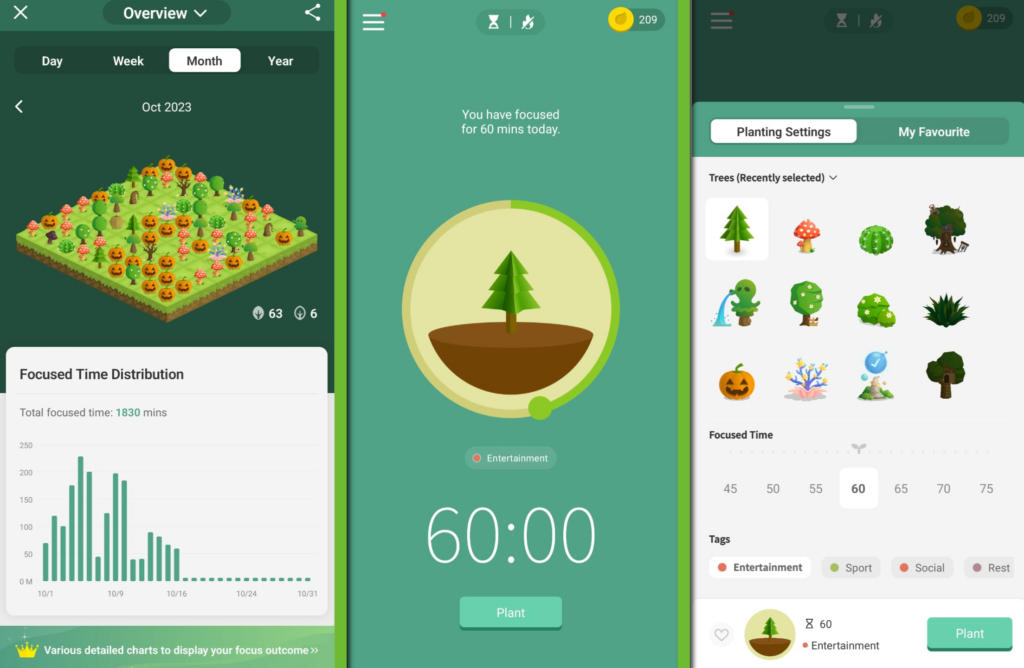 Overview
Day
Week
Month
Year
Oct 2023
63
6
Focused Time Distribution
Total focused time: 1830 mins
250
200
150
100
50
0 M
10/1
10/9
10/16
10/24
10/31
Various detailed charts to display your focus outcome
209
You have focused
for 60 mins today.
Entertainment
60:00
Plant
209
Planting Settings
My Favourite
Trees (Recently selected)
Focused Time
45
50
55
60
65
70
75
Tags
Entertainment
Sport
Social
Rest
60
Entertainment
Plant